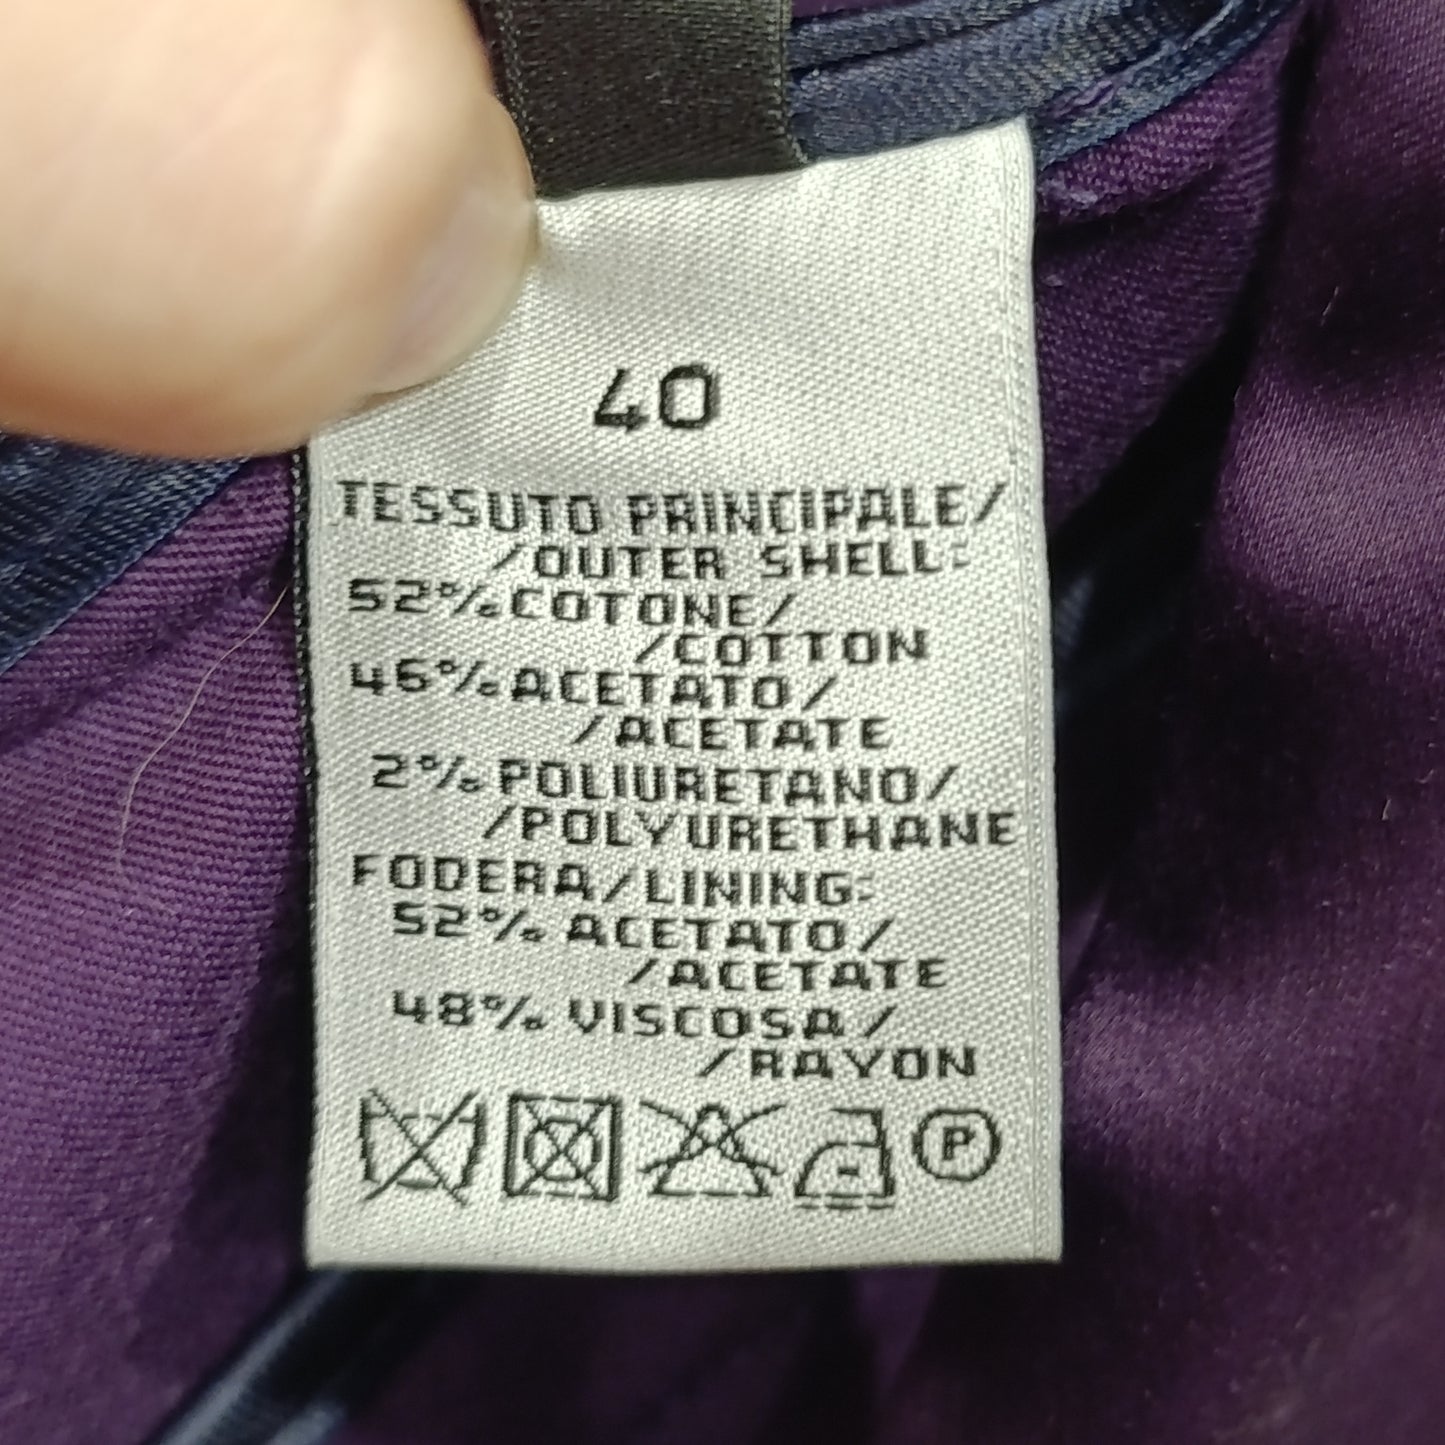 40
TESSUTO PRINCIPALE/
/OUTER SHELL:
52% COTONE/
/COTTON
46% ACETATO/
/ACETATE
2% POLIURETANO/
/POLYURETHANE
FODERA/LINING:
52% ACETATO/
/ACETATE
48% VISCOSA/
/RAYON
P